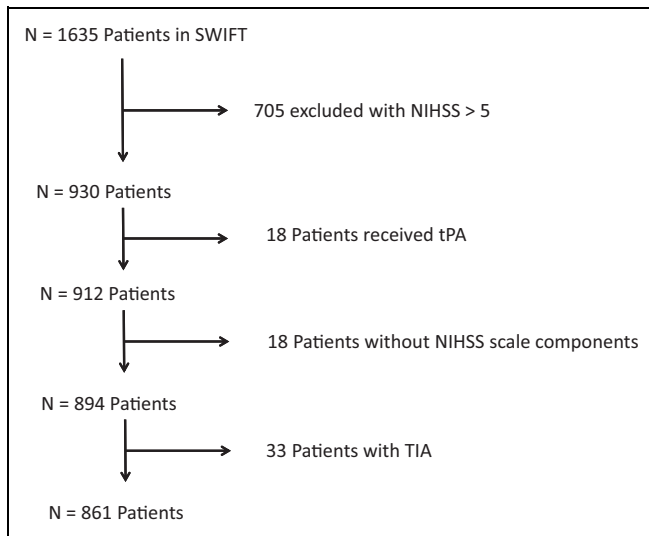 N = 1635 Patients in SWIFT
705 excluded with NIHSS > 5
N = 930 Patients
18 Patients received tPA
N = 912 Patients
18 Patients without NIHSS scale components
N = 894 Patients
33 Patients with TIA
N = 861 Patients